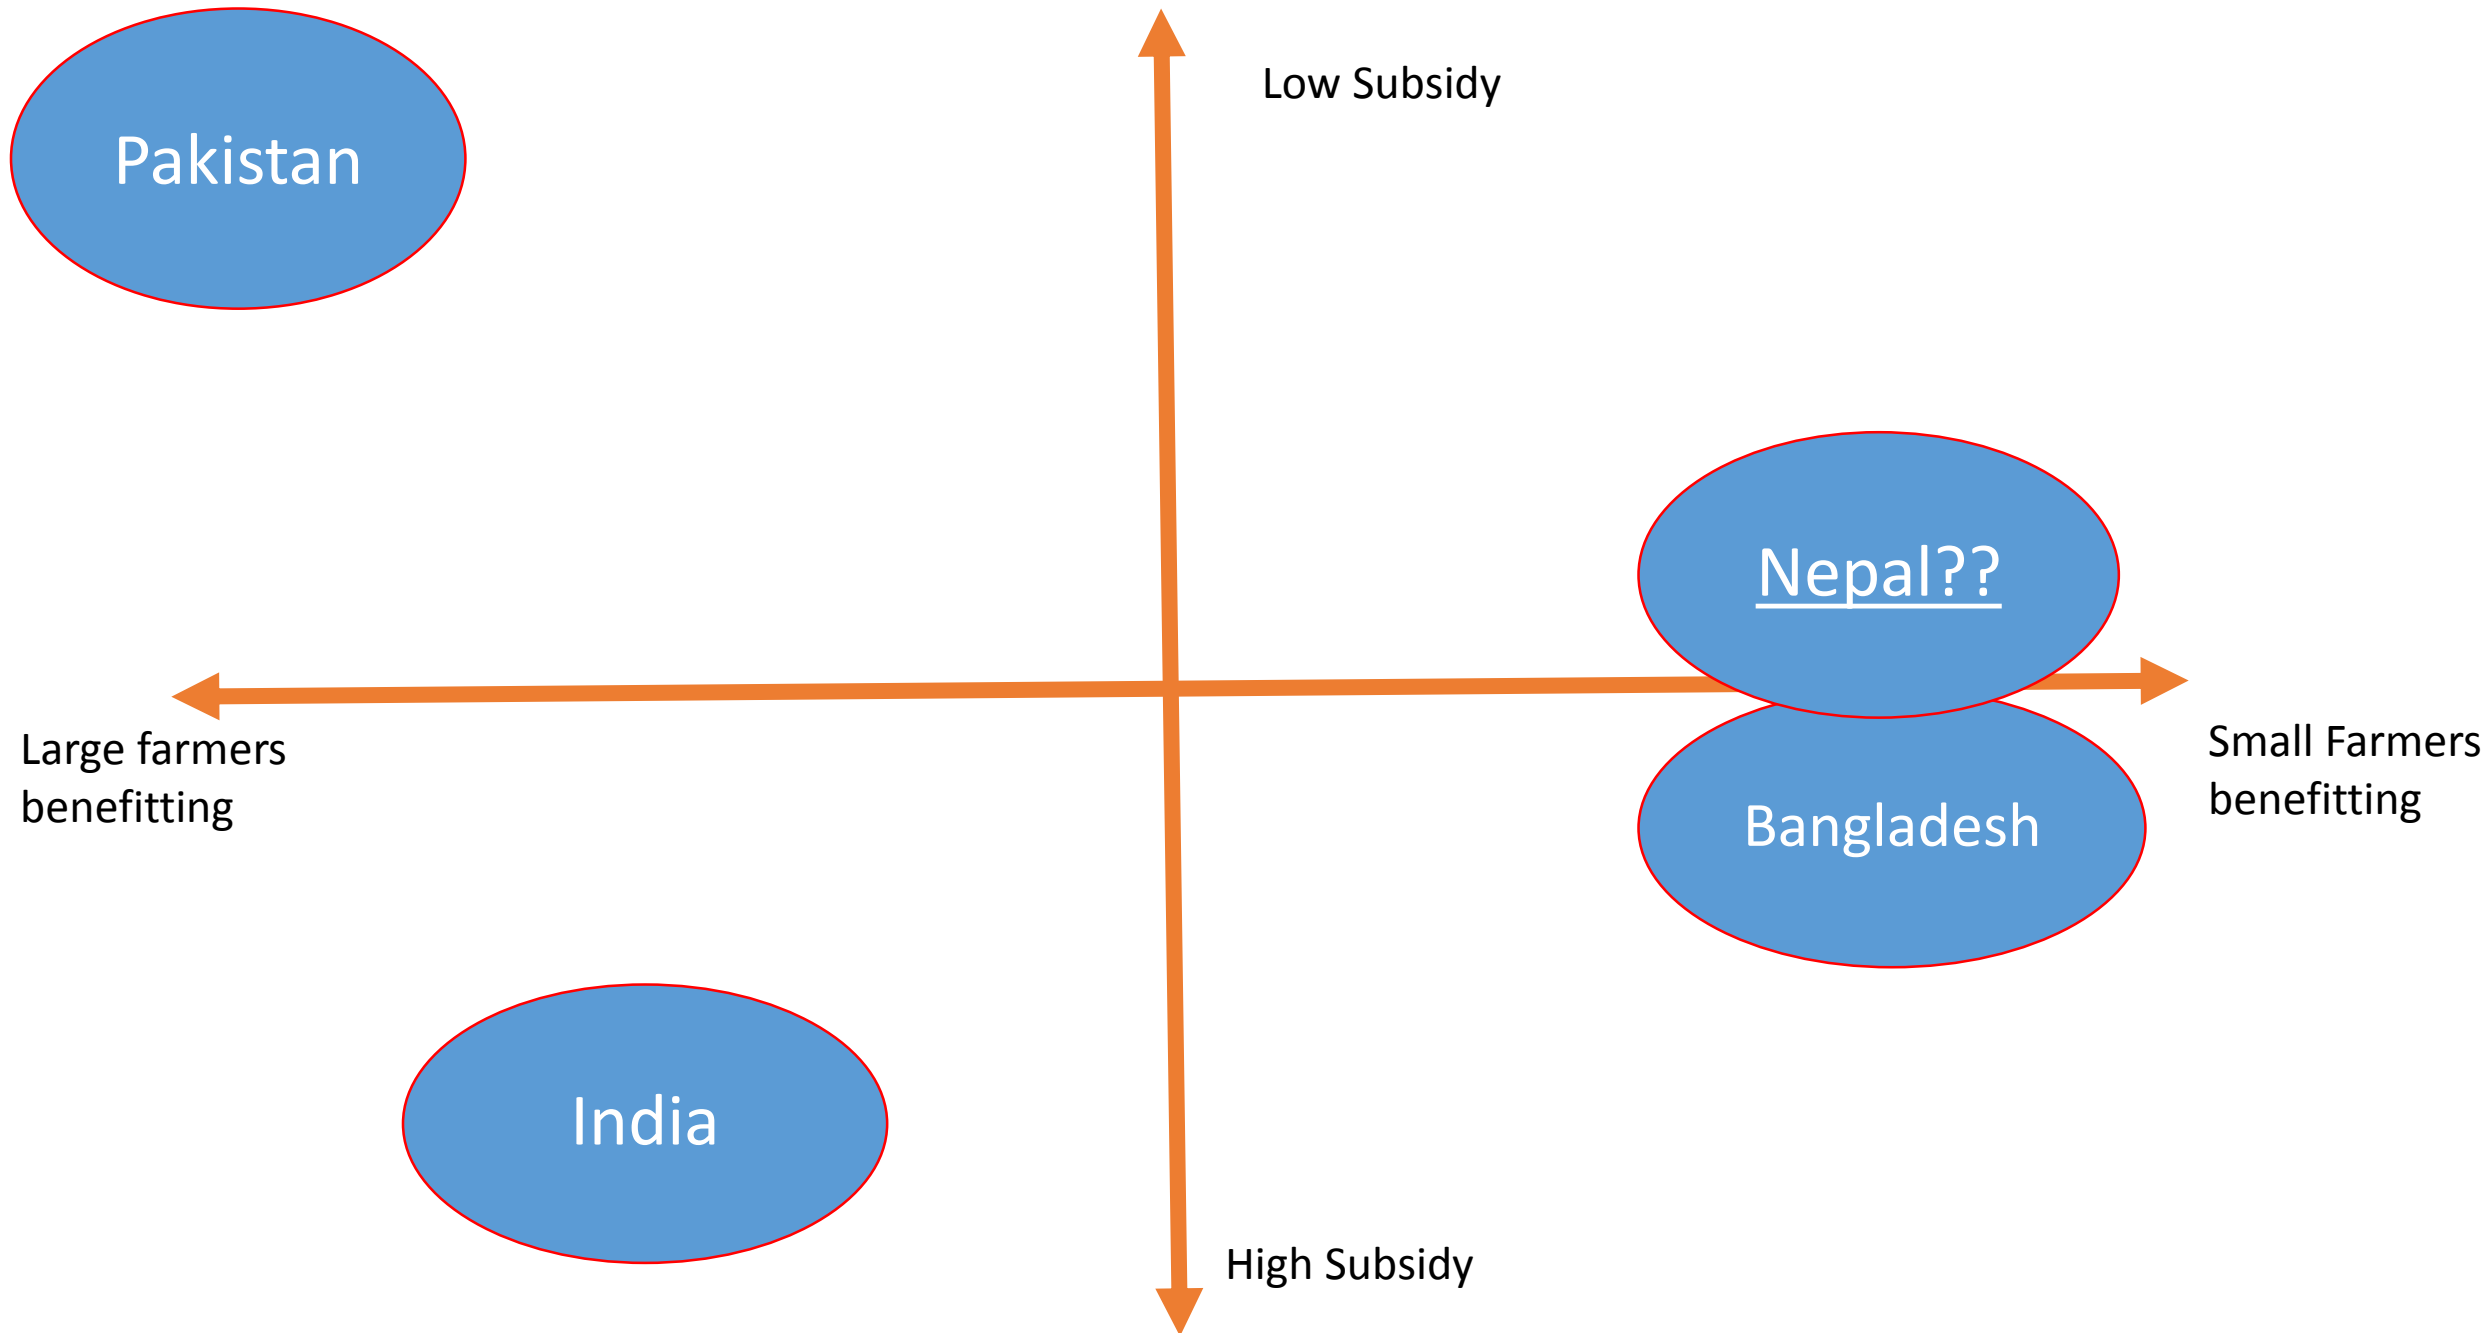 Low Subsidy
Pakistan
Nepal??
Large farmers
benefitting
Small Farmers
benefitting
Bangladesh
India
High Subsidy